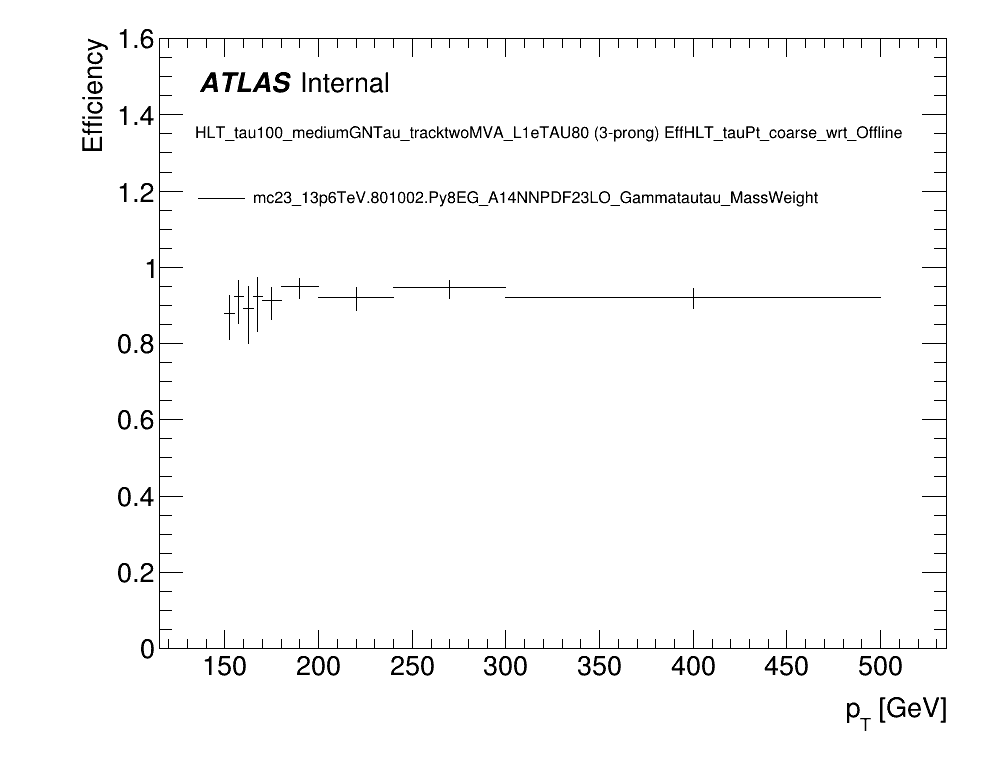 Efficiency
1.6
1.4
1.2
1
0.8
0.6
0.4
0.2
0
ATLAS Internal
HLT_tau100_mediumGNTau_tracktwoMVA_L1eTAU80 (3-prong) EffHLT_tauPt_coarse_wrt_Offline
mc23_13p6TeV.801002.Py8EG_A14NNPDF23LO_Gammatautau_MassWeight
150 200 250 300 350 400 450 500
p_T [GeV]